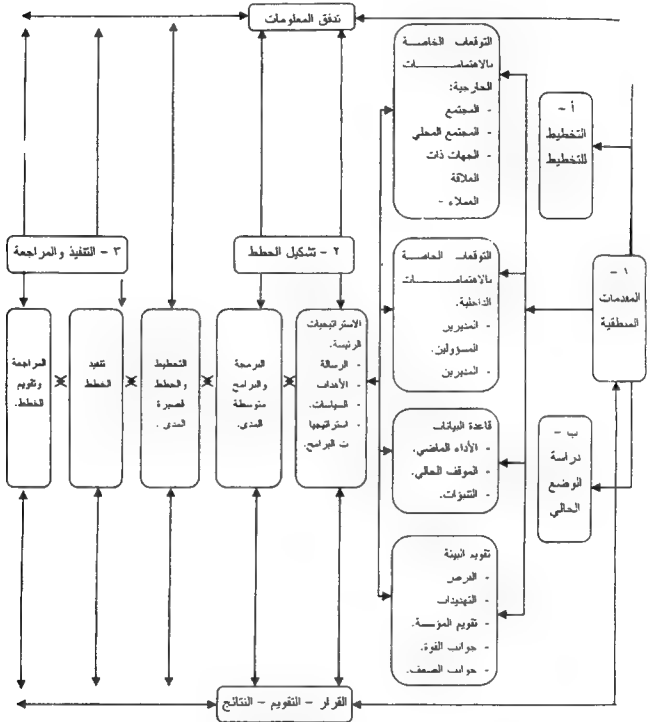 تدفق المعلومات
التوقعات الخاصة
بالاهتمامات
الخارجية:
- المجتمع
- المجتمع المحلي
- الجهات ذات
العلاقة
العملاء -
أ -
التخطيط
للتخطيط
١ -
المقدمات
المنطقية
ب -
دراسة
الوضع
الحالي
التوقعات الخاصة
بالاهتمامات
الداخلية.
- المديرين
المسؤولين.
- المديرين
قاعدة البيانات
- الأداء الماضي.
- الموقف الحالي.
- التنبؤات.
تقويم البيئة
- الفرص
- التهديدات
- تقويم المؤسسة.
- جوانب القوة.
- جوانب الضعف.
٢ - تشكيل الخطط
الاستراتيجيات
الرئيسة.
- الرسالة
- الأهداف
- السياسات.
- استراتيجيا
ت البرامج.
البرمجة
والبرامج
متوسطة
المدى.
التخطيط
والخطط
قصيرة
المدى.
٣ - التنفيذ والمراجعة
تنفيذ
الخطط
المراجعة
وتقويم
الخطط.
القرار - التقويم - النتائج